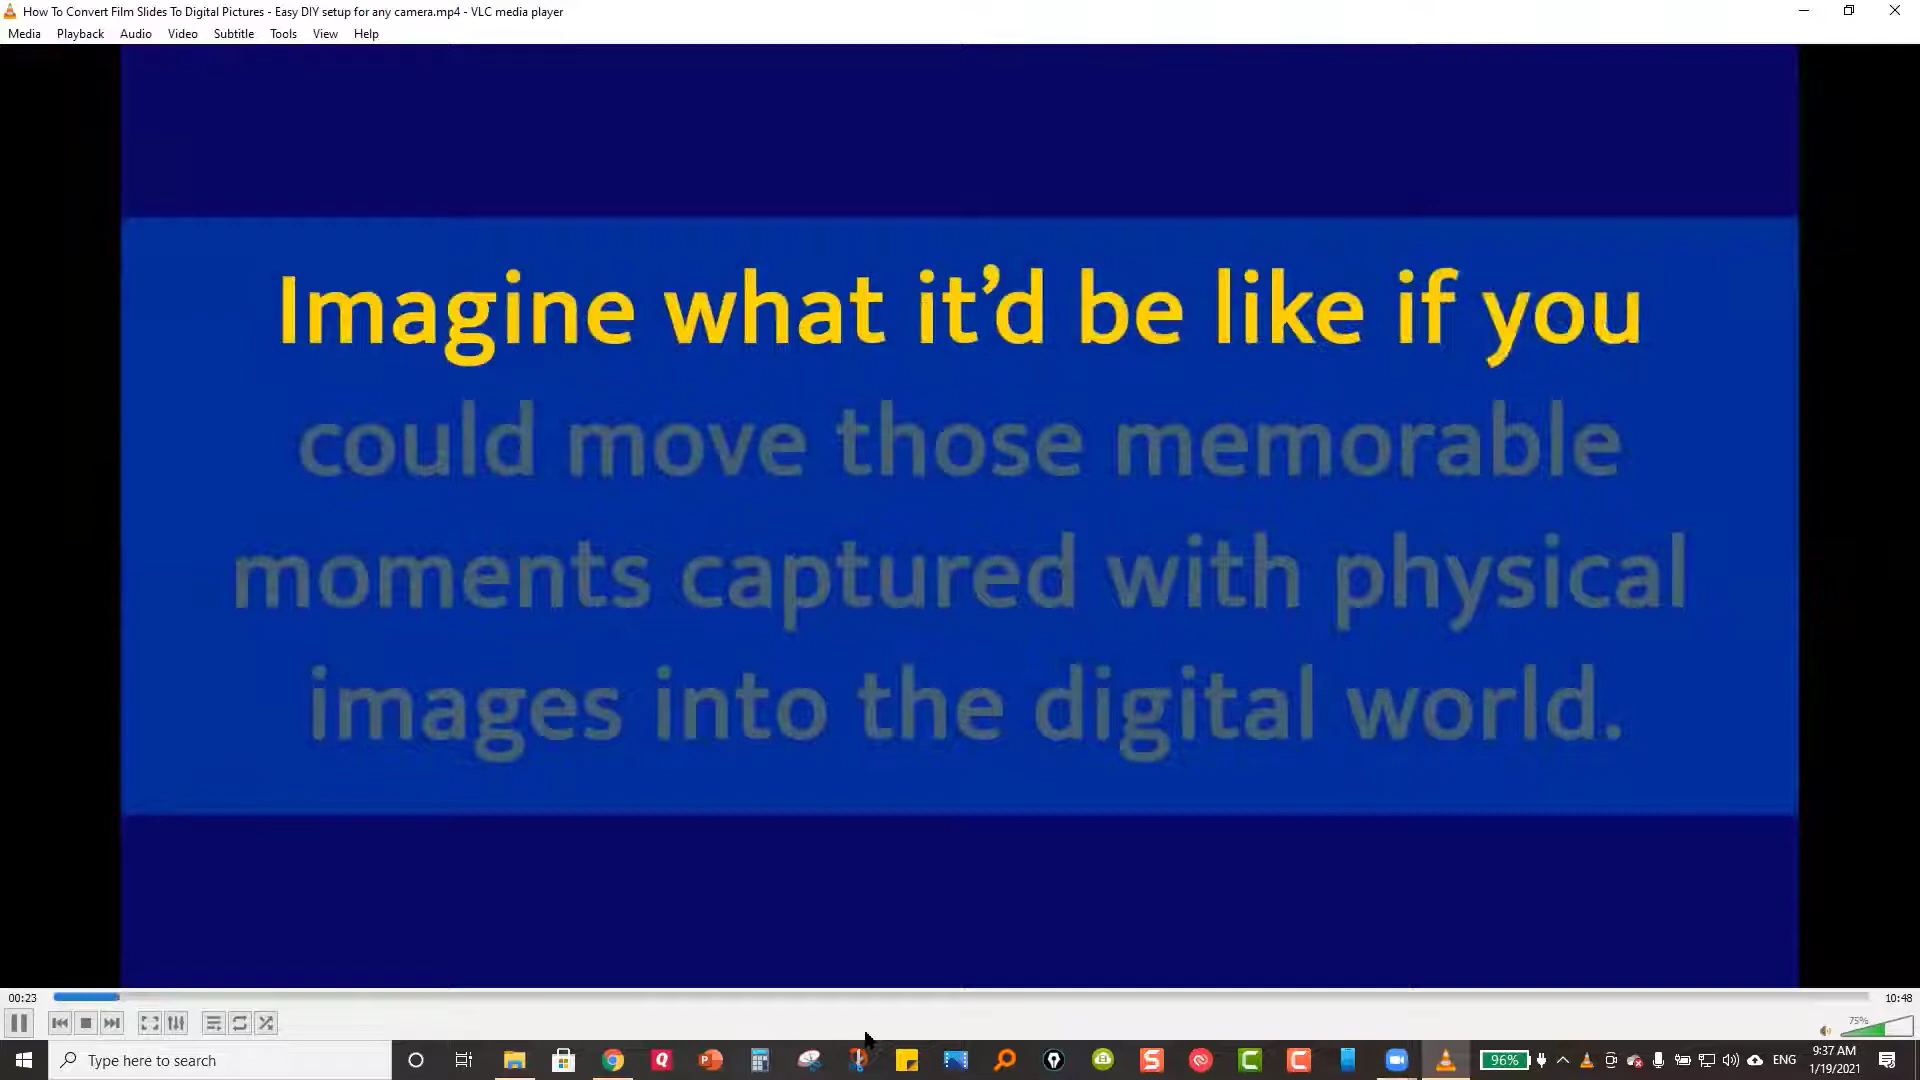 How To Convert Film Slides To Digital Pictures - Easy DIY setup for any camera.mp4 - VLC media player
Media Playback Audio Video Subtitle Tools View Help
Imagine what it’d be like if you
could move those memorable
moments captured with physical
images into the digital world.
00:23 10:48
75%
Type here to search
96% ENG
9:37 AM
1/19/2021